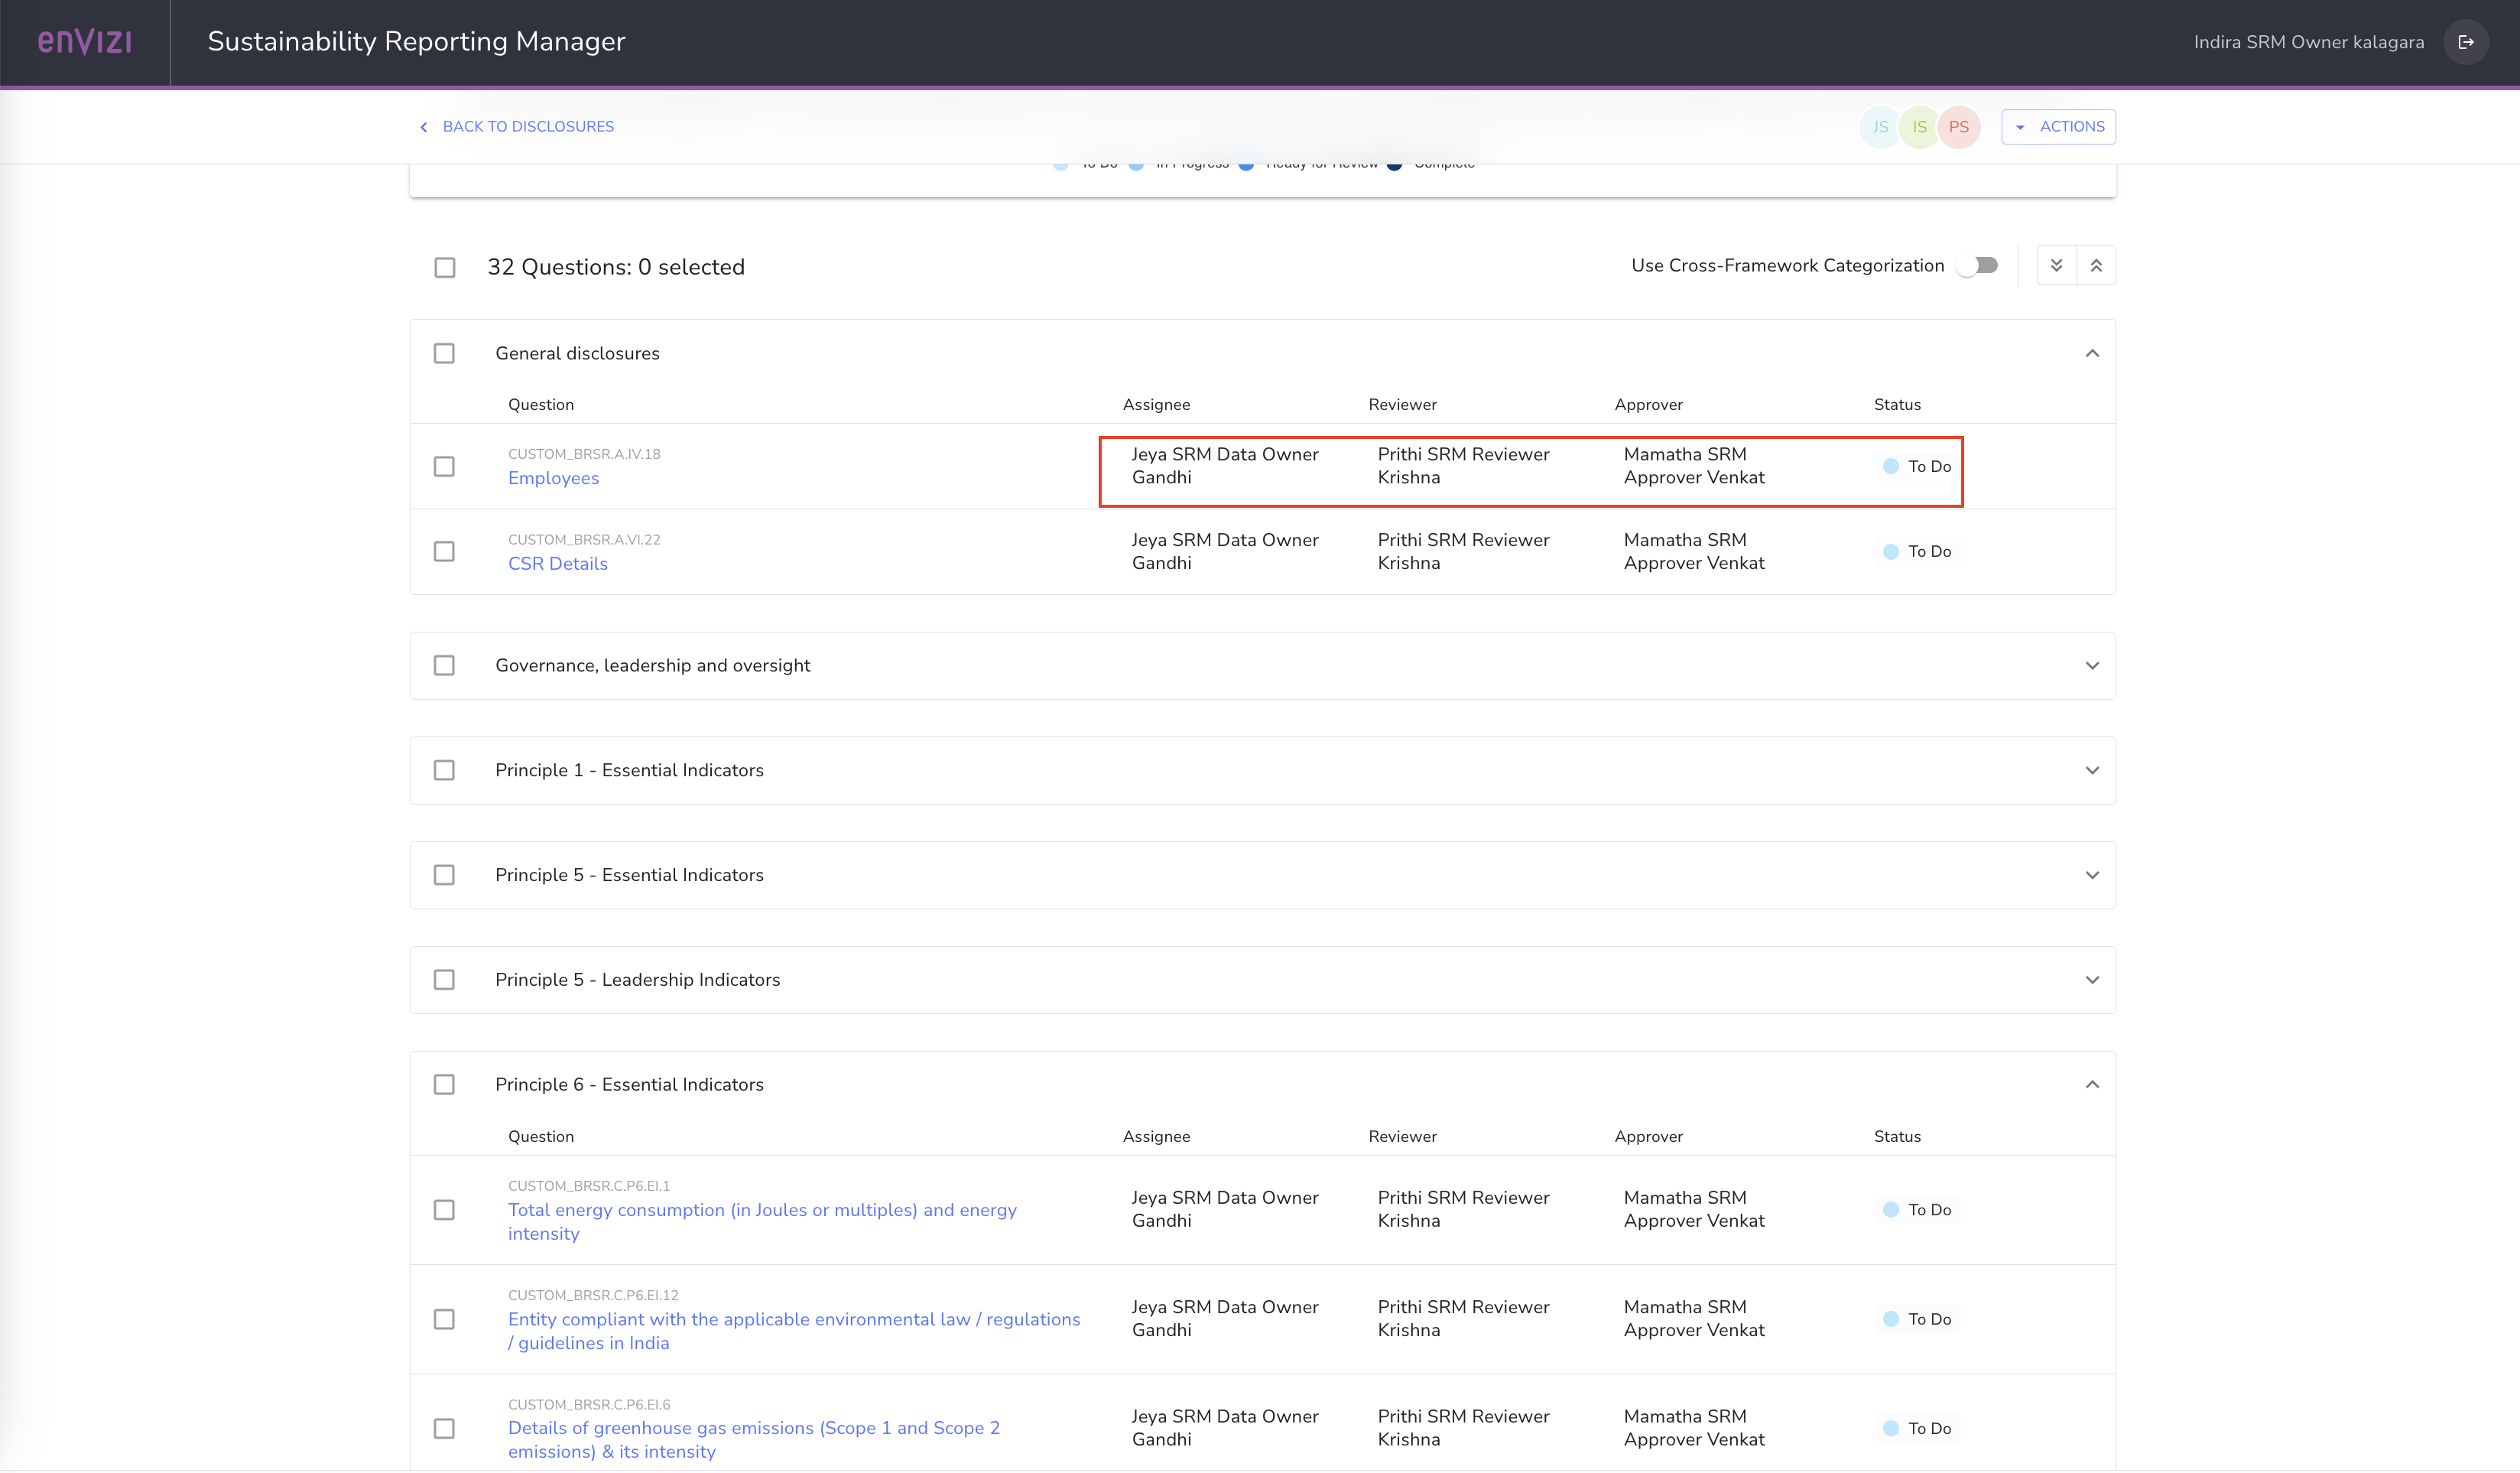 enVIZI
Sustainability Reporting Manager
Indira SRM Owner kalagara
BACK TO DISCLOSURES
JS IS PS
ACTIONS
To Do In Progress Ready for Review Complete
32 Questions: 0 selected
Use Cross-Framework Categorization
General disclosures
Question Assignee Reviewer Approver Status
CUSTOM_BRSR.A.IV.18
Employees
Jeya SRM Data Owner
Gandhi
Prithi SRM Reviewer
Krishna
Mamatha SRM
Approver Venkat
To Do
CUSTOM_BRSR.A.VI.22
CSR Details
Jeya SRM Data Owner
Gandhi
Prithi SRM Reviewer
Krishna
Mamatha SRM
Approver Venkat
To Do
Governance, leadership and oversight
Principle 1 - Essential Indicators
Principle 5 - Essential Indicators
Principle 5 - Leadership Indicators
Principle 6 - Essential Indicators
Question Assignee Reviewer Approver Status
CUSTOM_BRSR.C.P6.EI.1
Total energy consumption (in Joules or multiples) and energy
intensity
Jeya SRM Data Owner
Gandhi
Prithi SRM Reviewer
Krishna
Mamatha SRM
Approver Venkat
To Do
CUSTOM_BRSR.C.P6.EI.12
Entity compliant with the applicable environmental law / regulations
/ guidelines in India
Jeya SRM Data Owner
Gandhi
Prithi SRM Reviewer
Krishna
Mamatha SRM
Approver Venkat
To Do
CUSTOM_BRSR.C.P6.EI.6
Details of greenhouse gas emissions (Scope 1 and Scope 2
emissions) & its intensity
Jeya SRM Data Owner
Gandhi
Prithi SRM Reviewer
Krishna
Mamatha SRM
Approver Venkat
To Do